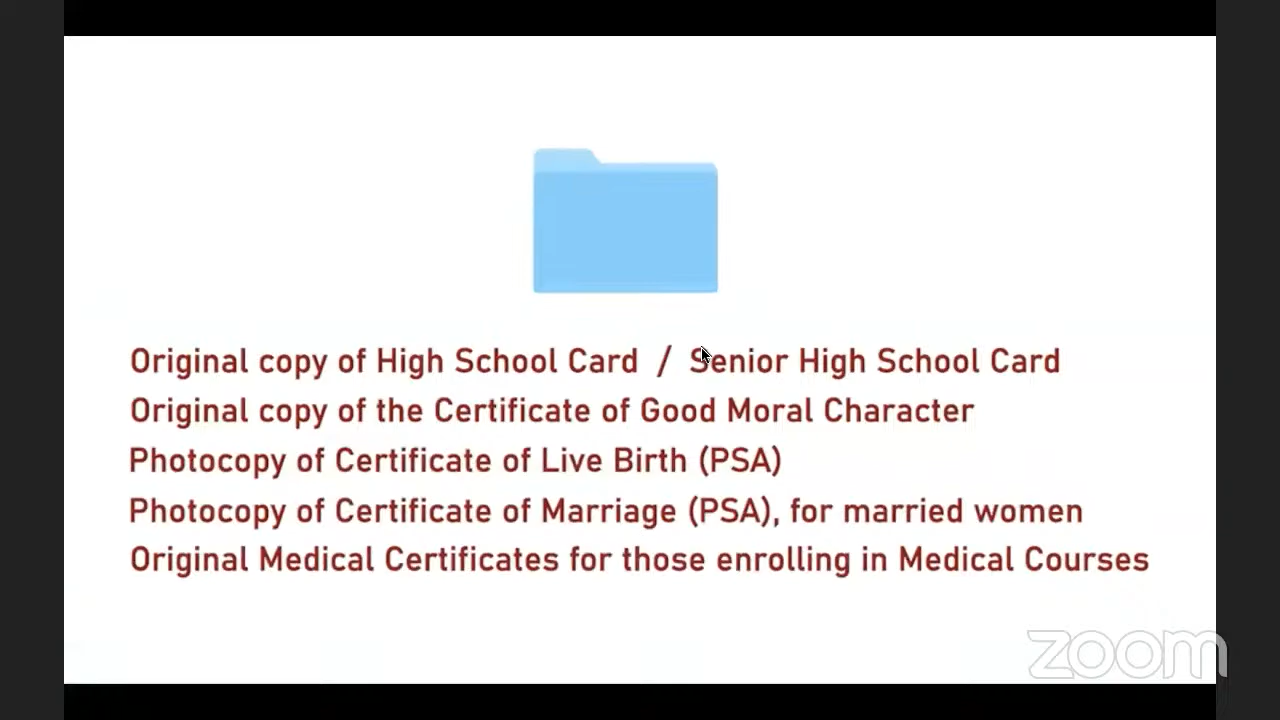 Original copy of High School Card / Senior High School Card
Original copy of the Certificate of Good Moral Character
Photocopy of Certificate of Live Birth (PSA)
Photocopy of Certificate of Marriage (PSA), for married women
Original Medical Certificates for those enrolling in Medical Courses
zoom